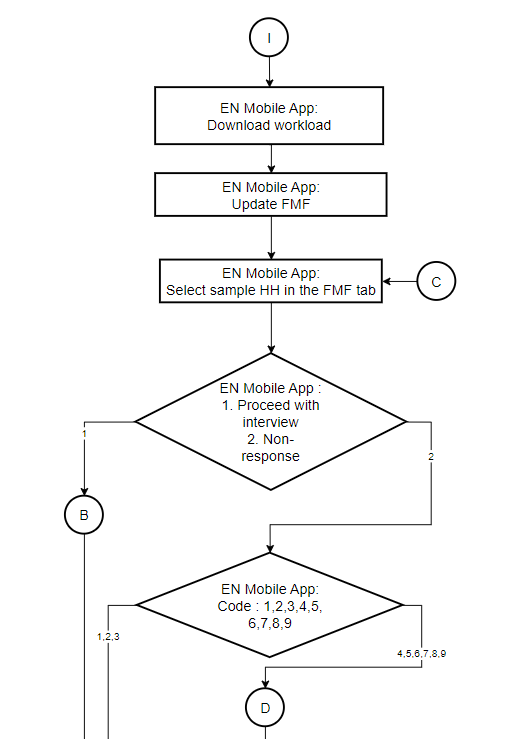 I
EN Mobile App:
Download workload
EN Mobile App:
Update FMF
EN Mobile App:
Select sample HH in the FMF tab
C
EN Mobile App :
1. Proceed with
interview
2. Non-
response
1
2
B
EN Mobile App:
Code : 1,2,3,4,5,
6,7,8,9
1,2,3
4,5,6,7,8,9
D